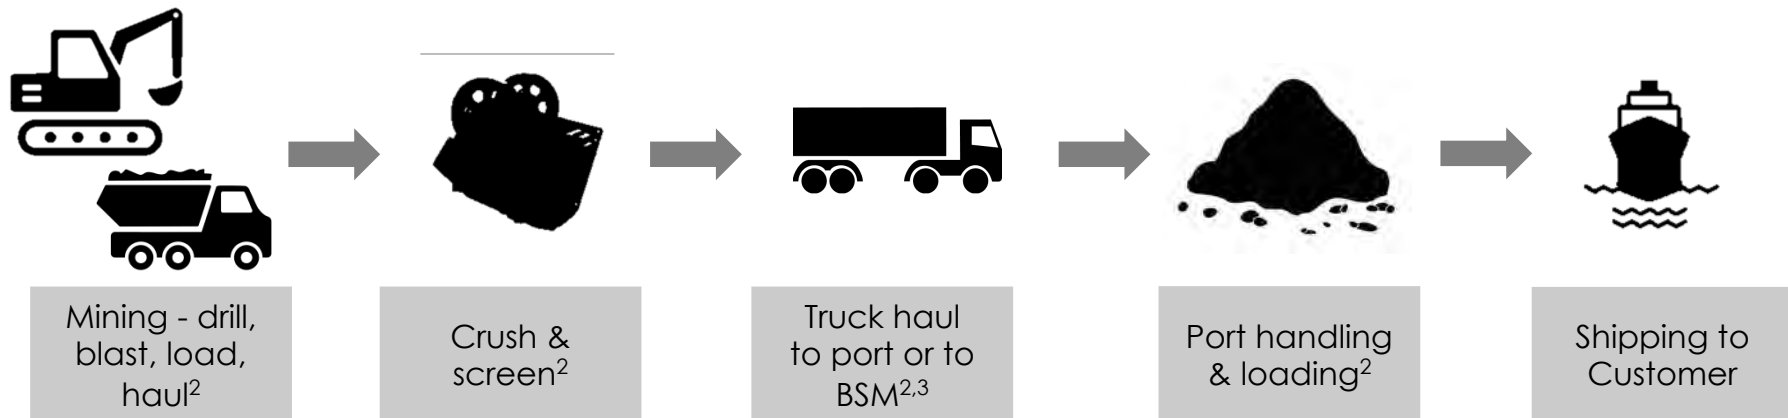 Mining - drill,
blast, load,
haul²
Crush &
screen²
Truck haul
to port or to
BSM²,³
Port handling
& loading²
Shipping to
Customer